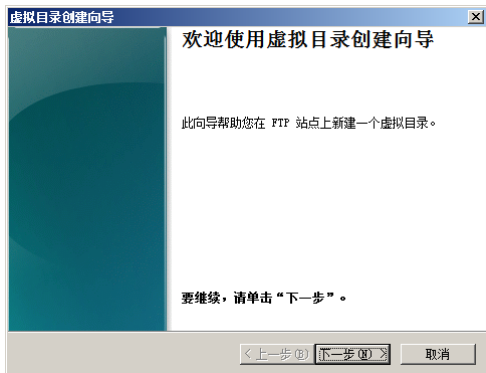 虚拟目录创建向导
欢迎使用虚拟目录创建向导
此向导帮助您在 FTP 站点上新建一个虚拟目录。
要继续，请单击“下一步”。
< 上一步(B) 下一步(N) > 取消